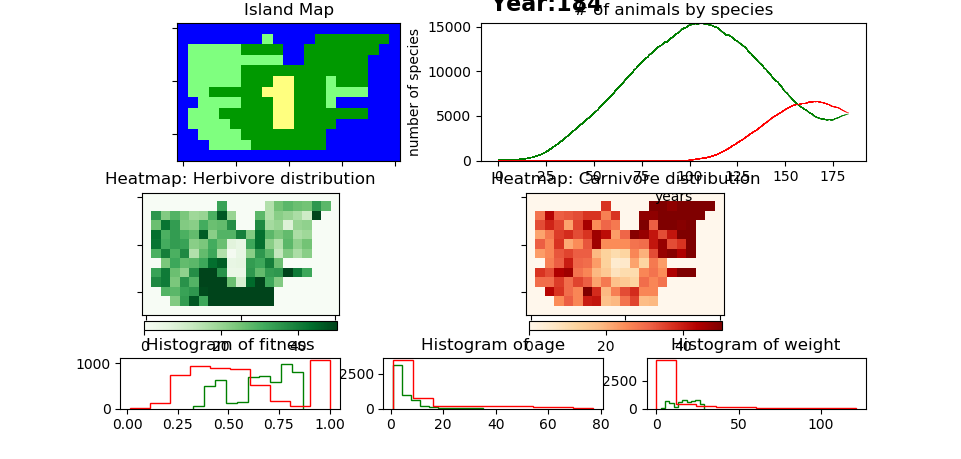 Year:184
Island Map
# of animals by species
number of species
15000
10000
5000
0
0 25 50 75 100 125 150 175
years
Heatmap: Herbivore distribution
Heatmap: Carnivore distribution
0 20 40
0 20 40
Histogram of fitness
Histogram of age
Histogram of weight
1000
0
0.00 0.25 0.50 0.75 1.00
2500
0
0 20 40 60 80
2500
0
0 50 100